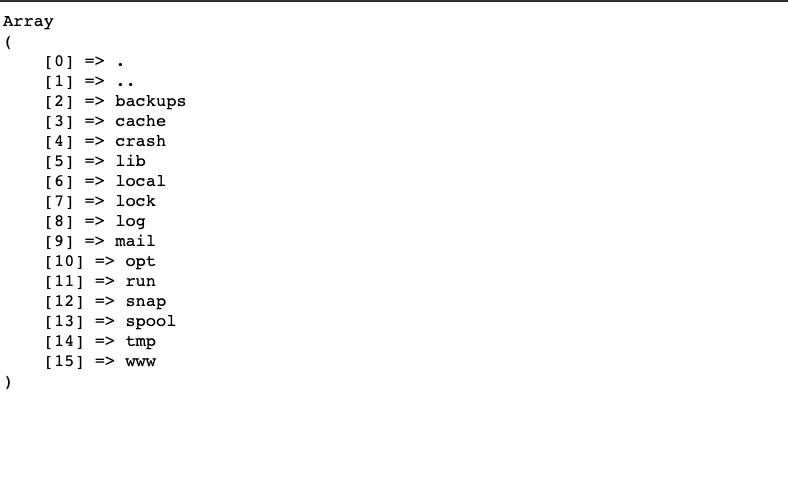 Array
(
    [0] => .
    [1] => ..
    [2] => backups
    [3] => cache
    [4] => crash
    [5] => lib
    [6] => local
    [7] => lock
    [8] => log
    [9] => mail
    [10] => opt
    [11] => run
    [12] => snap
    [13] => spool
    [14] => tmp
    [15] => www
)